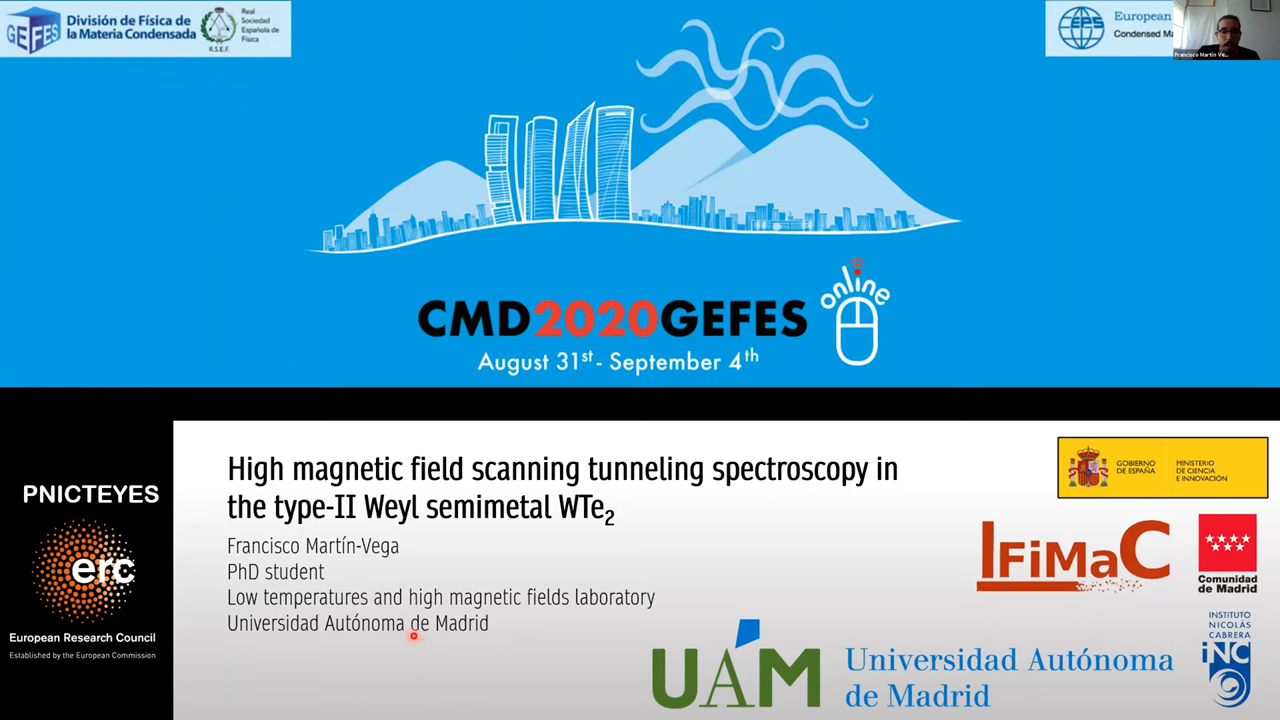 GEFES
División de Física de
la Materia Condensada
Real
Sociedad
Española de
Física
R.S.E.F.
EPS
European
Condensed Ma
Francisco Martín Ve...
online
CMD2020GEFES
August 31st - September 4th
High magnetic field scanning tunneling spectroscopy in
the type-II Weyl semimetal WTe2
Francisco Martín-Vega
PhD student
Low temperatures and high magnetic fields laboratory
Universidad Autónoma de Madrid
PNICTEYES
erc
European Research Council
Established by the European Commission
GOBIERNO
DE ESPAÑA
MINISTERIO
DE CIENCIA
E INNOVACIÓN
IFiMaC
Comunidad
de Madrid
INSTITUTO
NICOLÁS
CABRERA
iNC
UAM
Universidad Autónoma
de Madrid